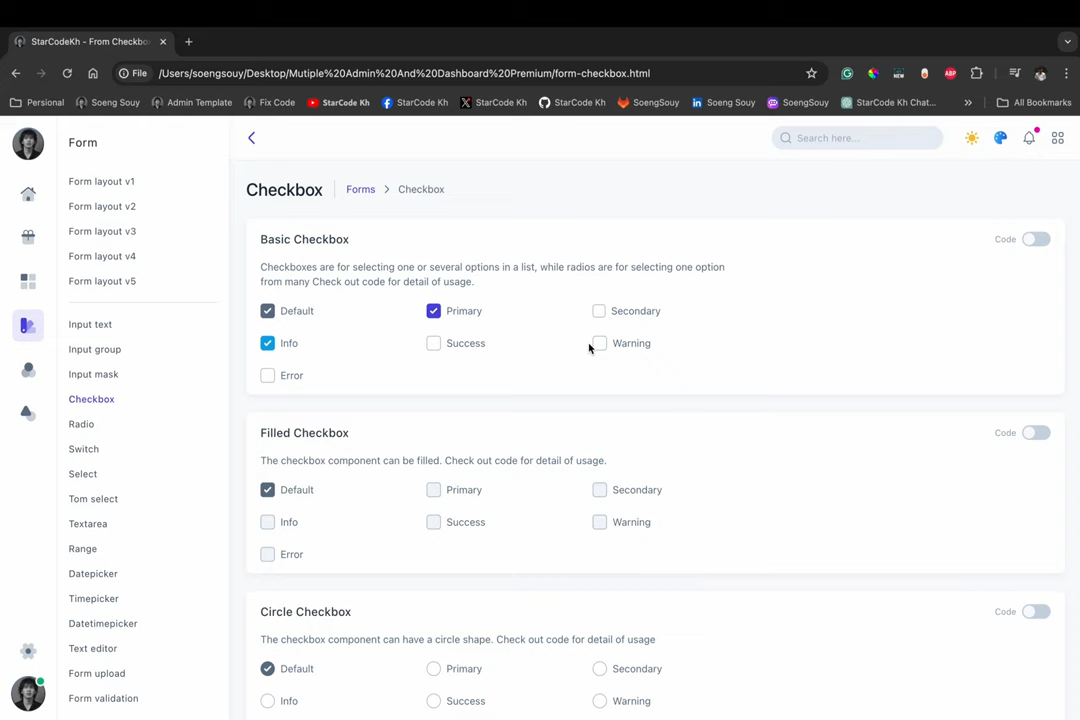 StarCodeKh - From Checkbo
File
/Users/soengsouy/Desktop/Mutiple%20Admin%20And%20Dashboard%20Premium/form-checkbox.html
NEW
ABP
Personal
Soeng Souy
Admin Template
Fix Code
StarCode Kh
StarCode Kh
StarCode Kh
StarCode Kh
SoengSouy
Soeng Souy
SoengSouy
StarCode Kh Chat...
»
All Bookmarks
Form
Search here...
Form layout v1
Form layout v2
Form layout v3
Form layout v4
Form layout v5
Input text
Input group
Input mask
Checkbox
Radio
Switch
Select
Tom select
Textarea
Range
Datepicker
Timepicker
Datetimepicker
Text editor
Form upload
Form validation
Checkbox
Forms > Checkbox
Basic Checkbox
Code
Checkboxes are for selecting one or several options in a list, while radios are for selecting one option
from many Check out code for detail of usage.
Default Primary Secondary
Info Success Warning
Error
Filled Checkbox
Code
The checkbox component can be filled. Check out code for detail of usage.
Default Primary Secondary
Info Success Warning
Error
Circle Checkbox
Code
The checkbox component can have a circle shape. Check out code for detail of usage
Default Primary Secondary
Info Success Warning